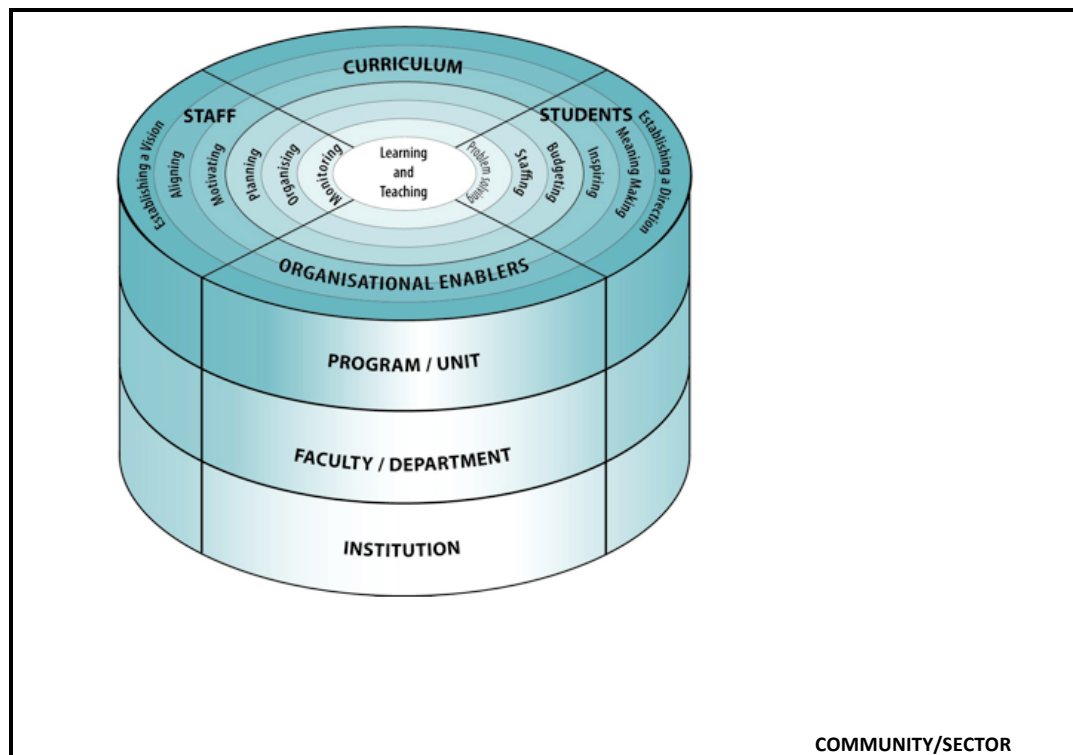 CURRICULUM
STAFF
STUDENTS
Establishing a Vision
Aligning
Motivating
Planning
Organising
Monitoring
Learning
and
Teaching
Problem solving
Staffing
Budgeting
Inspiring
Meaning Making
Establishing a Direction
ORGANISATIONAL ENABLERS
PROGRAM / UNIT
FACULTY / DEPARTMENT
INSTITUTION
COMMUNITY/SECTOR